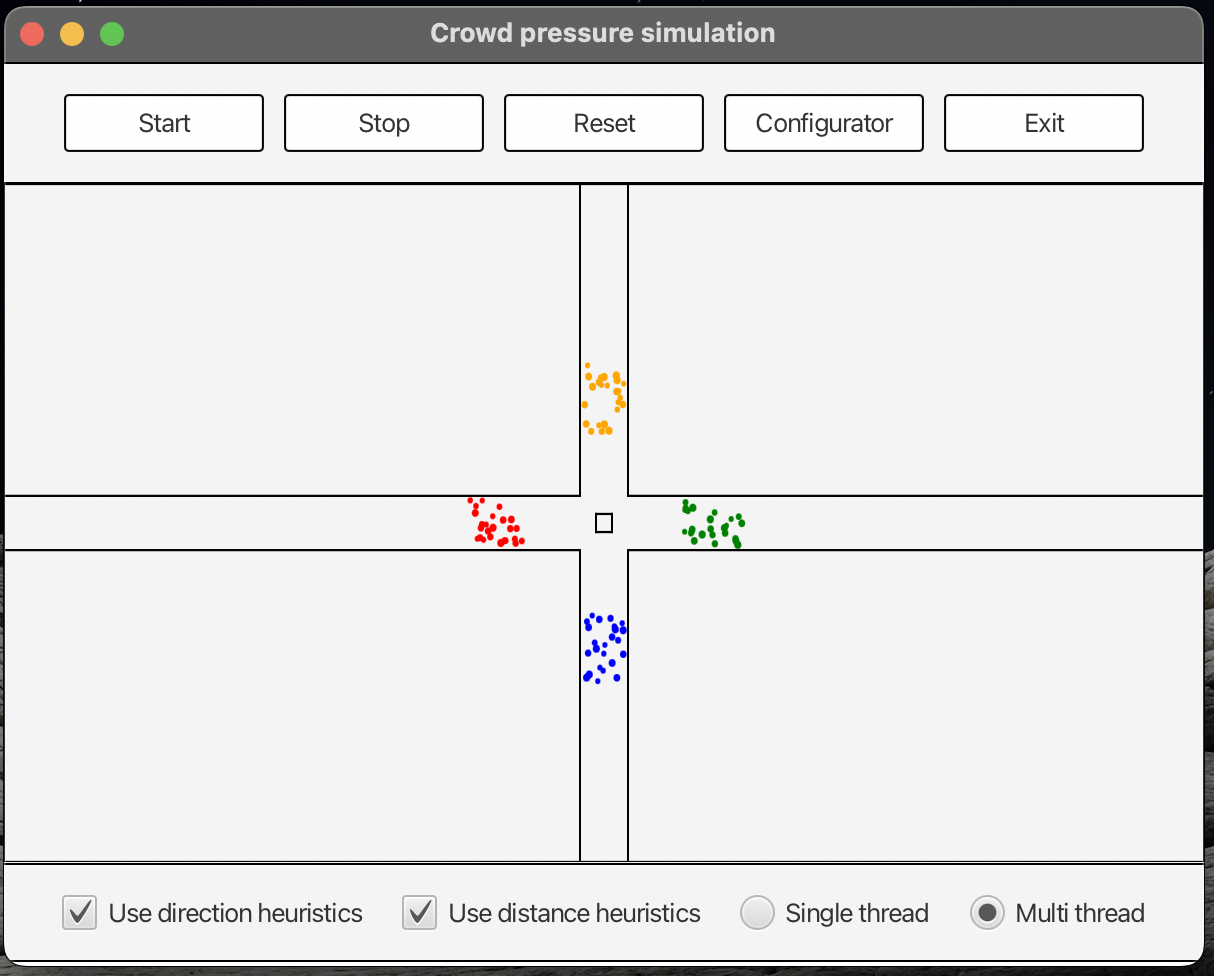 Crowd pressure simulation
Start Stop Reset Configurator Exit
Use direction heuristics Use distance heuristics Single thread Multi thread